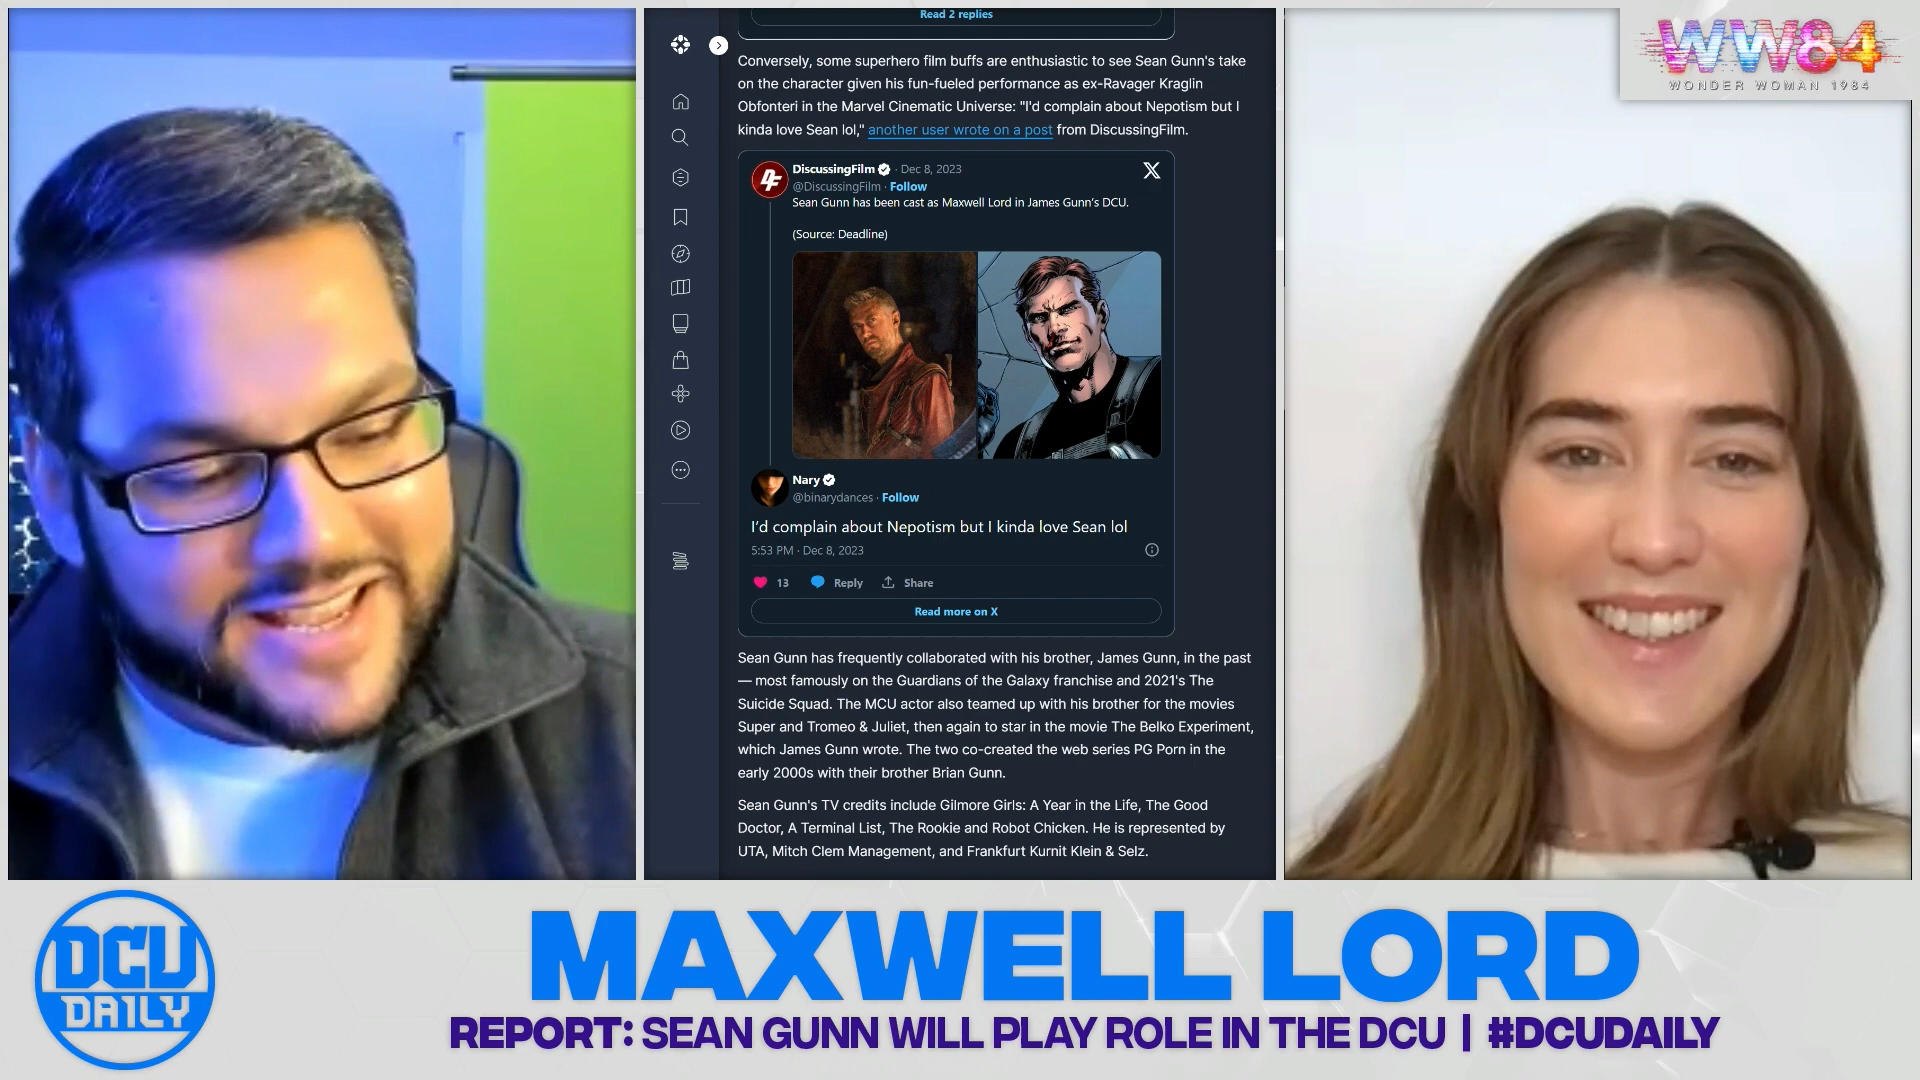 Read 2 replies
Conversely, some superhero film buffs are enthusiastic to see Sean Gunn's take
on the character given his fun-fueled performance as ex-Ravager Kraglin
Obfonteri in the Marvel Cinematic Universe: "I'd complain about Nepotism but I
kinda love Sean lol," another user wrote on a post from DiscussingFilm.
DF
DiscussingFilm · Dec 8, 2023
@DiscussingFilm · Follow
Sean Gunn has been cast as Maxwell Lord in James Gunn's DCU.
(Source: Deadline)
Nary
@binarydances · Follow
I'd complain about Nepotism but I kinda love Sean lol
5:53 PM · Dec 8, 2023
13 Reply Share
Read more on X
Sean Gunn has frequently collaborated with his brother, James Gunn, in the past
— most famously on the Guardians of the Galaxy franchise and 2021's The
Suicide Squad. The MCU actor also teamed up with his brother for the movies
Super and Tromeo & Juliet, then again to star in the movie The Belko Experiment,
which James Gunn wrote. The two co-created the web series PG Porn in the
early 2000s with their brother Brian Gunn.
Sean Gunn's TV credits include Gilmore Girls: A Year in the Life, The Good
Doctor, A Terminal List, The Rookie and Robot Chicken. He is represented by
UTA, Mitch Clem Management, and Frankfurt Kurnit Klein & Selz.
WW84
WONDER WOMAN 1984
DCU
DAILY
MAXWELL LORD
REPORT: SEAN GUNN WILL PLAY ROLE IN THE DCU | #DCUDAILY